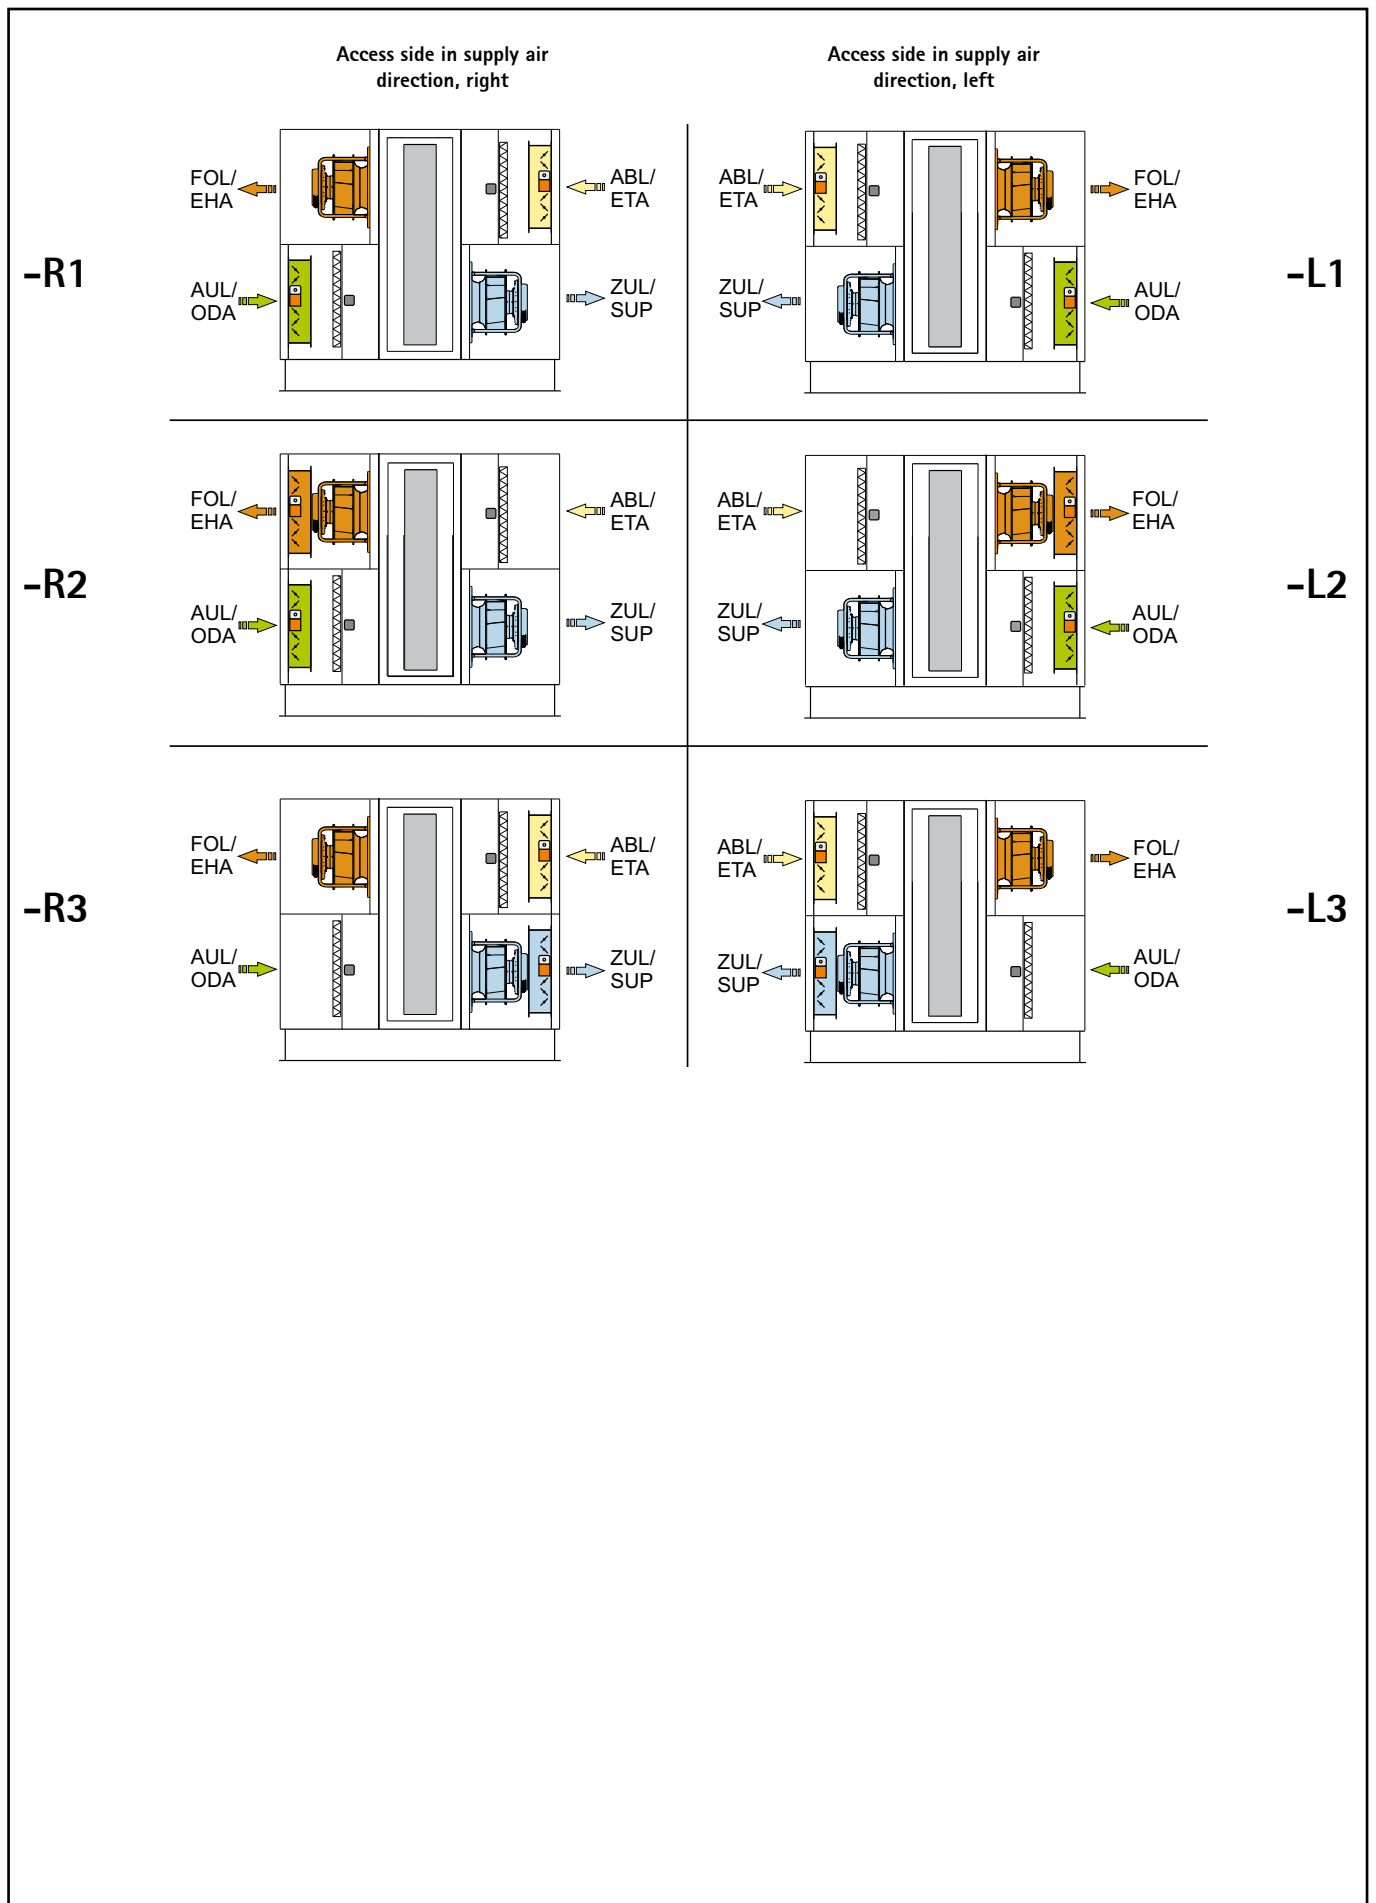 Access side in supply air
direction, right
Access side in supply air
direction, left
-R1
FOL/
EHA
ABL/
ETA
AUL/
ODA
ZUL/
SUP
ABL/
ETA
FOL/
EHA
ZUL/
SUP
AUL/
ODA
-L1
-R2
FOL/
EHA
ABL/
ETA
AUL/
ODA
ZUL/
SUP
ABL/
ETA
FOL/
EHA
ZUL/
SUP
AUL/
ODA
-L2
-R3
FOL/
EHA
ABL/
ETA
AUL/
ODA
ZUL/
SUP
ABL/
ETA
FOL/
EHA
ZUL/
SUP
AUL/
ODA
-L3